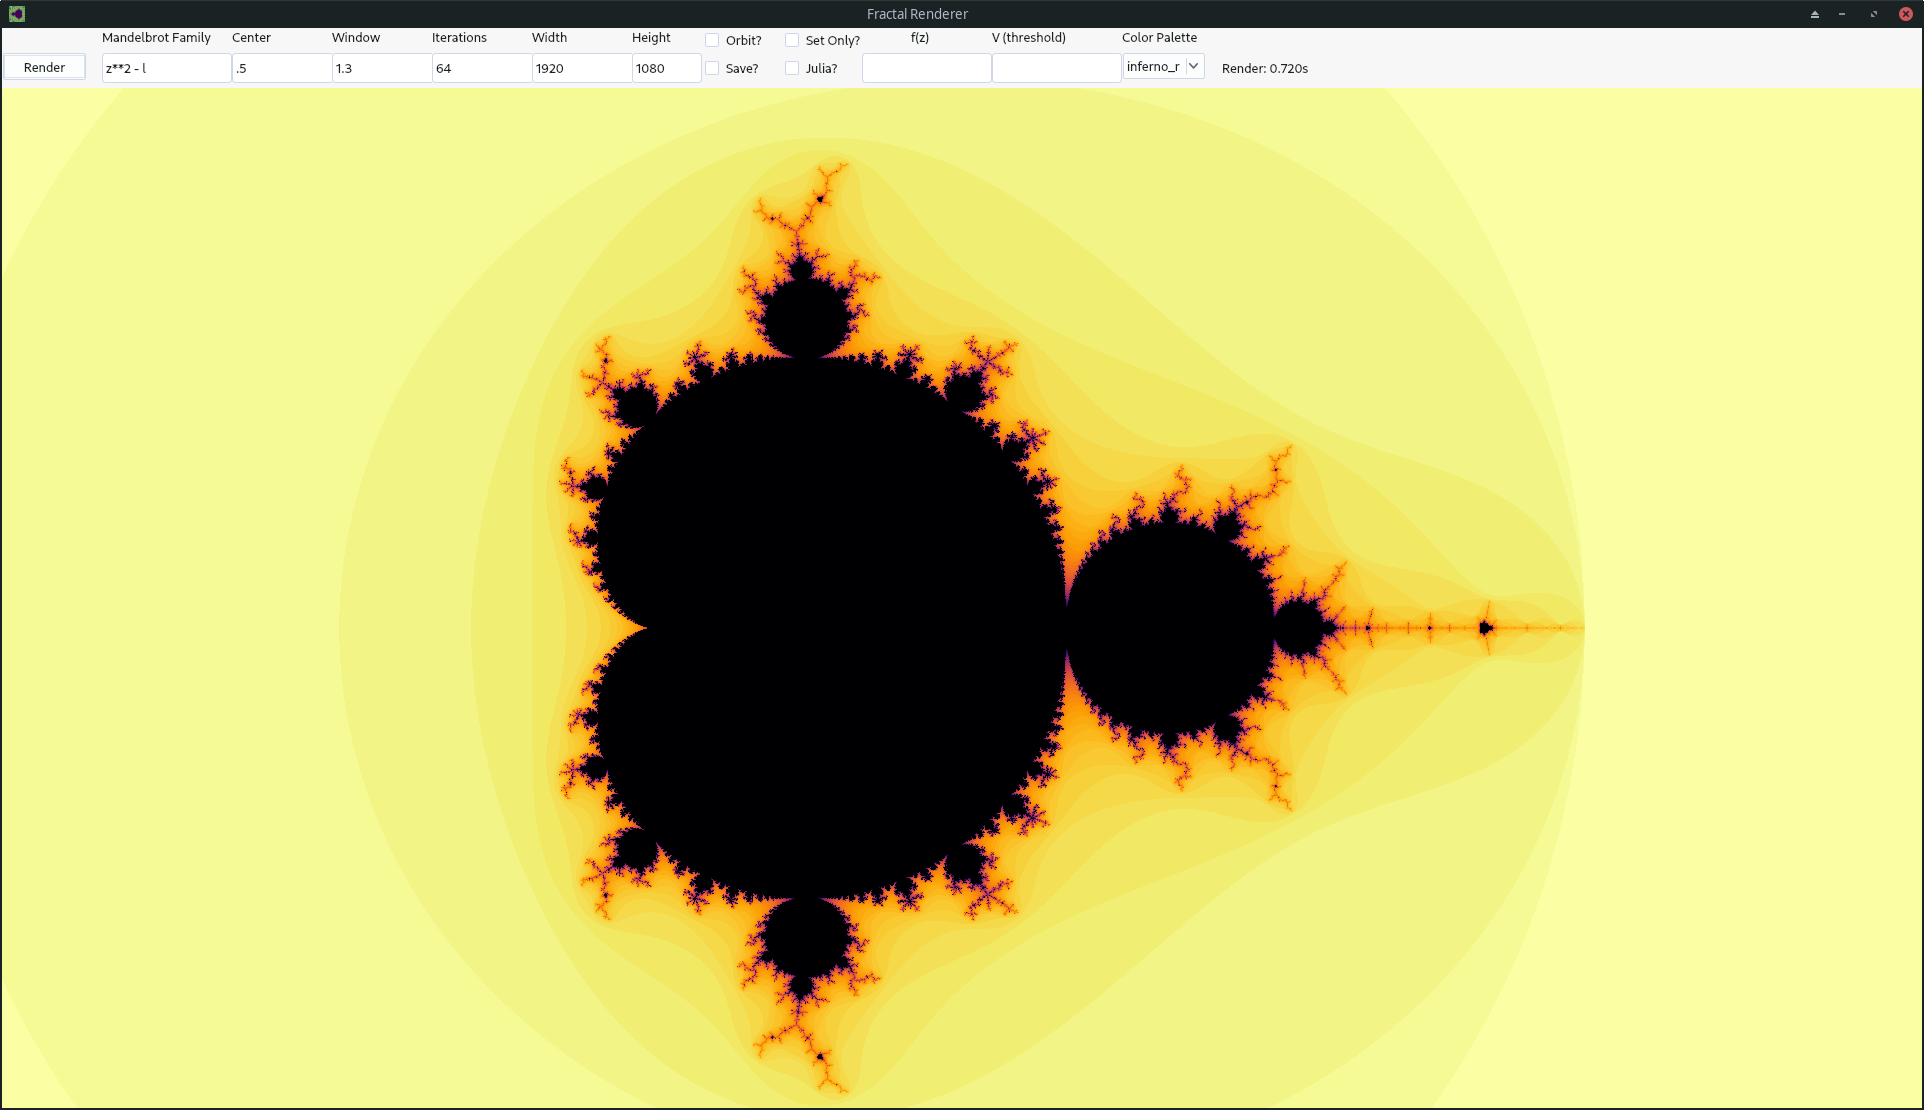 Fractal Renderer
Mandelbrot Family Center Window Iterations Width Height Orbit? Set Only? f(z) V (threshold) Color Palette
Render z**2 - l .5 1.3 64 1920 1080 Save? Julia? inferno_r Render: 0.720s